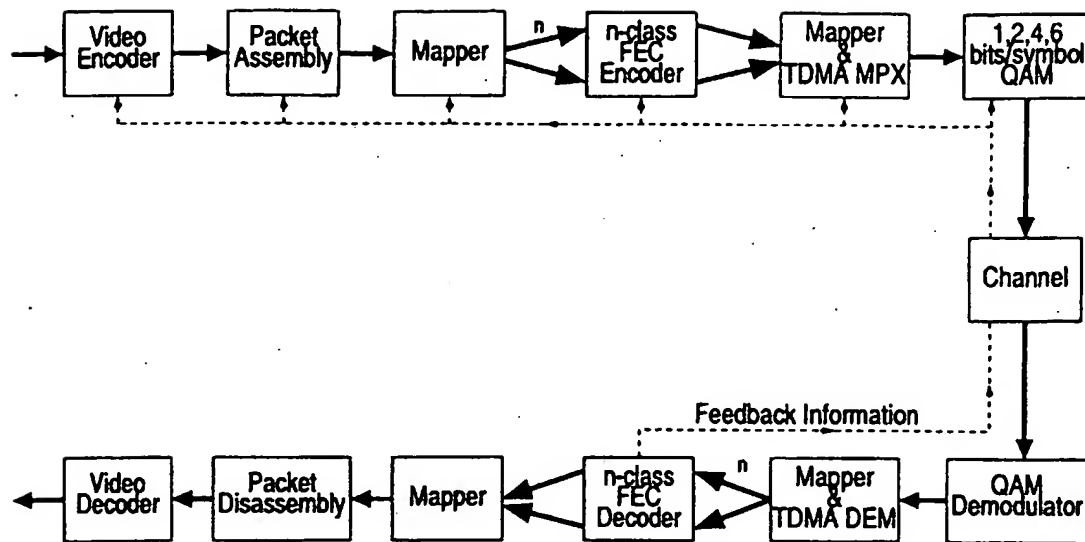 Video
Encoder
Packet
Assembly
Mapper
n
n-class
FEC
Encoder
Mapper
&
TDMA MPX
1,2,4,6
bits/symbol
QAM
Channel
Feedback Information
Video
Decoder
Packet
Disassembly
Mapper
n-class
FEC
Decoder
n
Mapper
&
TDMA DEM
QAM
Demodulator